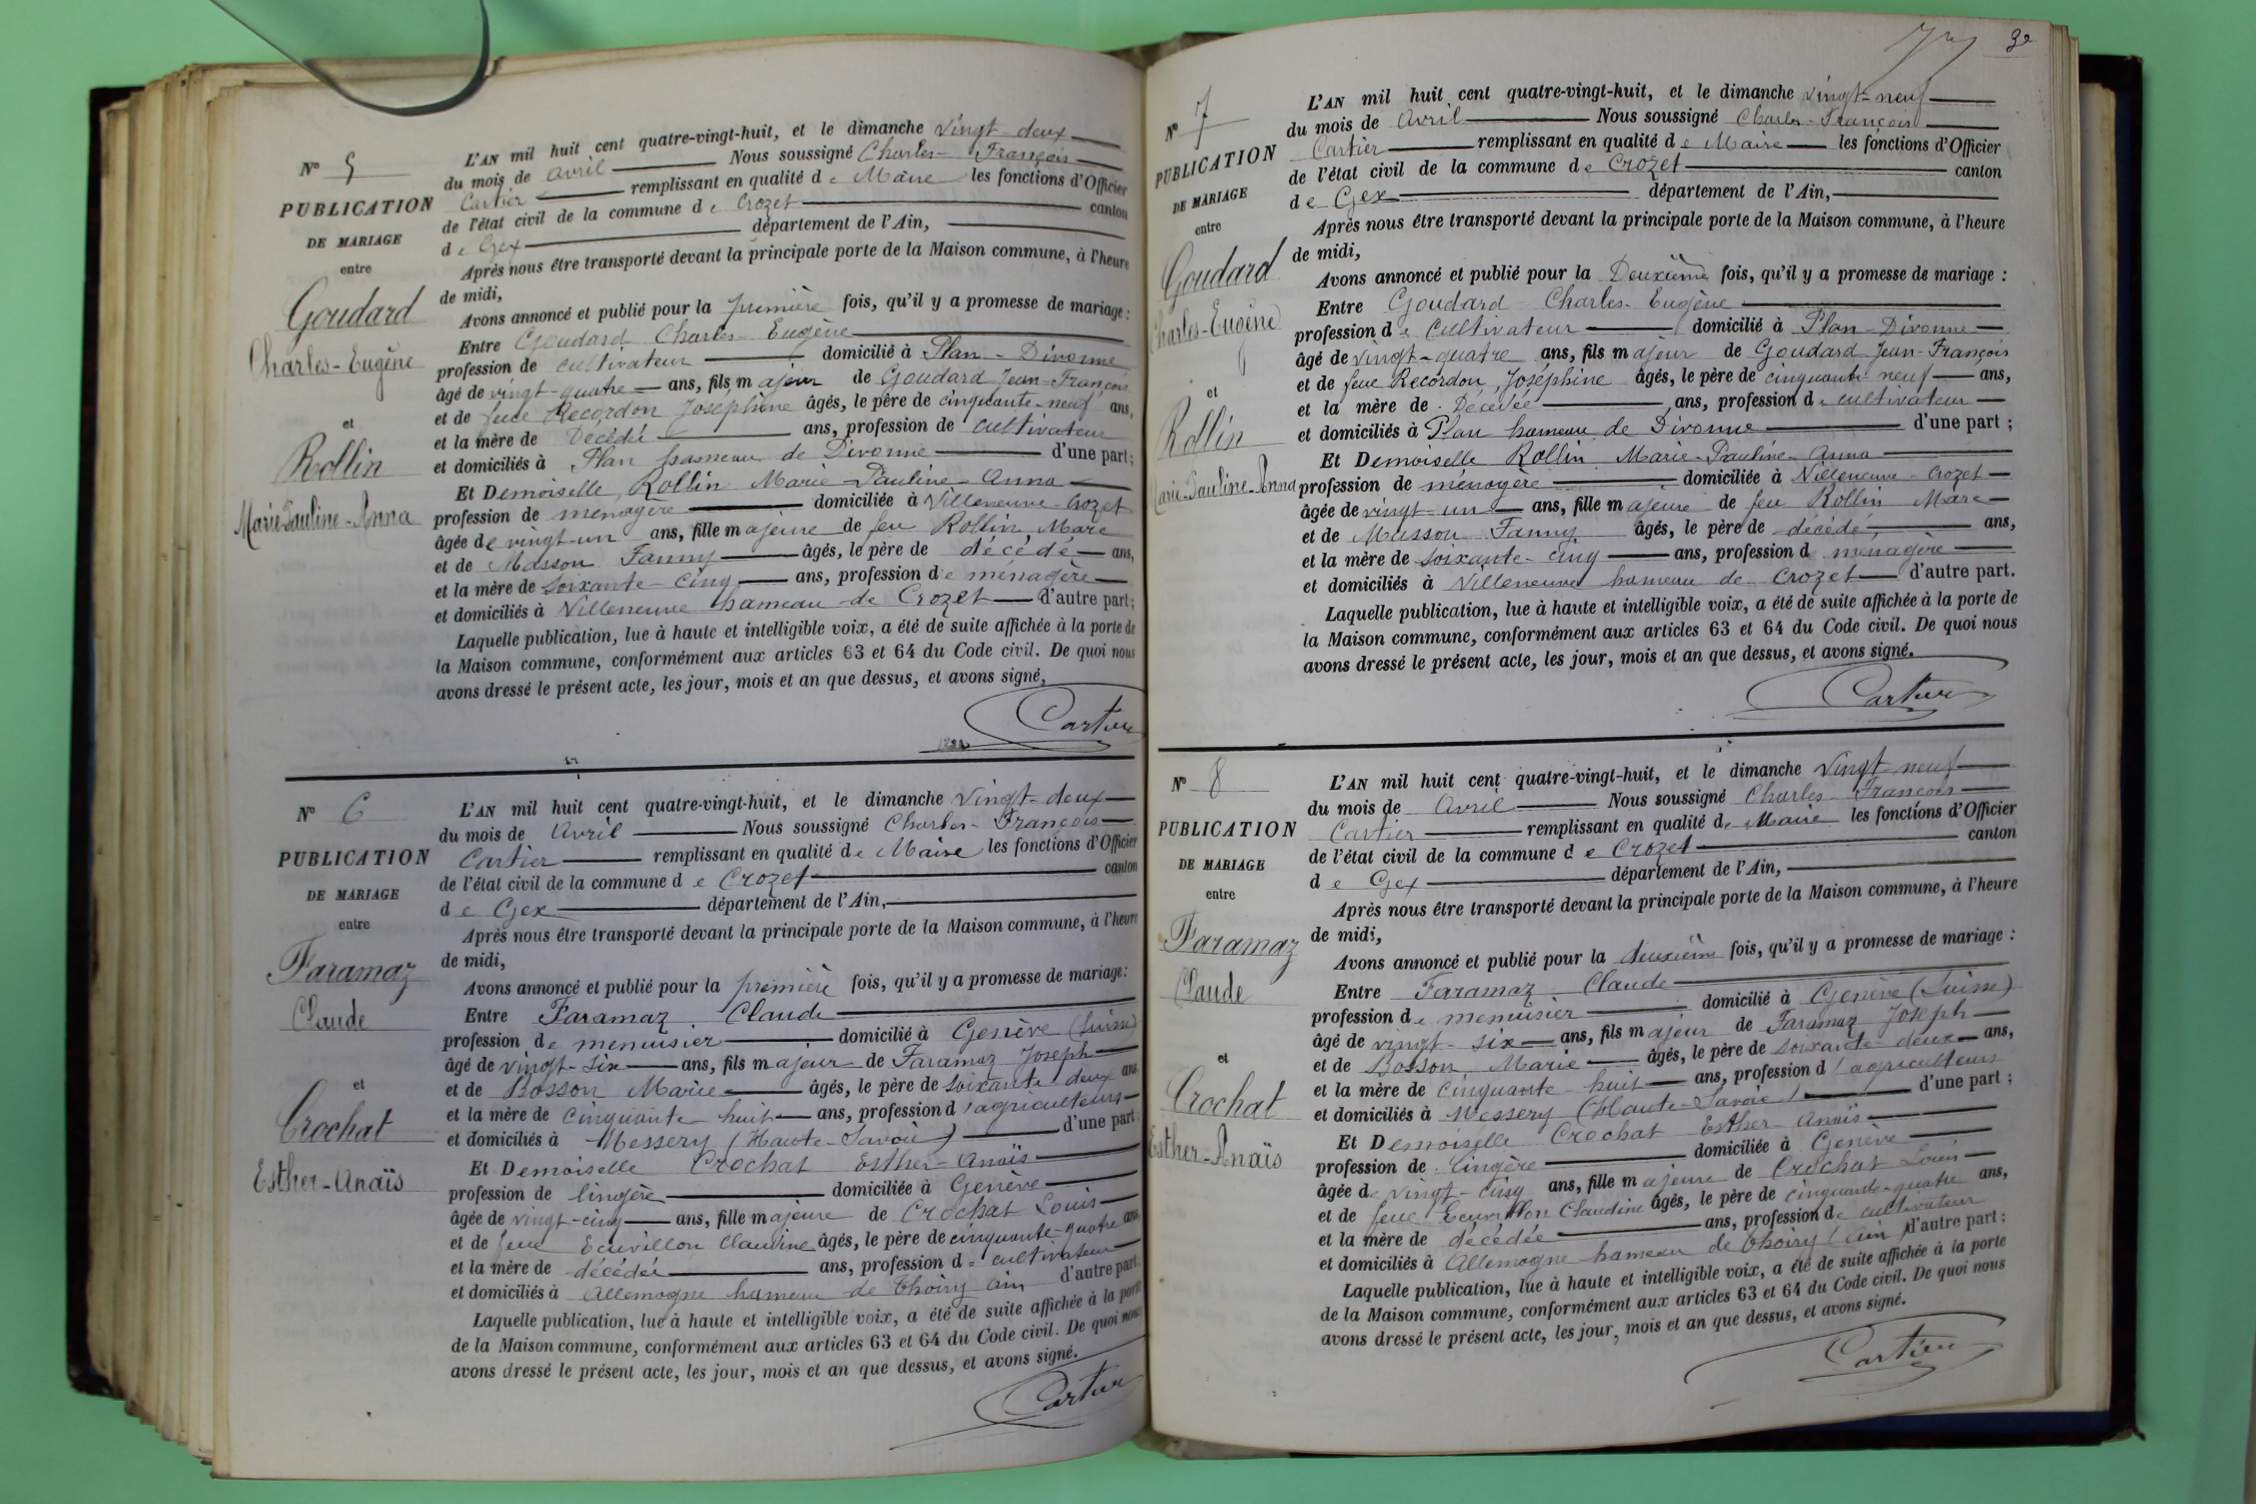 N° 5
PUBLICATION
DE MARIAGE
entre
Goudard
Charles-Eugène
et
Rollin
Marie-Pauline-Anna
L'AN mil huit cent quatre-vingt-huit, et le dimanche vingt deux
du mois de avril Nous soussigné Charles-François
Cartier remplissant en qualité de Maire les fonctions d'Officier
de l'état civil de la commune de Crozet canton
de Gex département de l'Ain,
Après nous être transporté devant la principale porte de la Maison commune, à l'heure
de midi,
Avons annoncé et publié pour la première fois, qu'il y a promesse de mariage :
Entre Goudard Charles-Eugène
profession de cultivateur domicilié à Plan-Divonne
âgé de vingt-quatre ans, fils majeur de Goudard Jean-François
et de feue Recordon Joséphine âgés, le père de cinquante-neuf ans,
et la mère de Décédée ans, profession de cultivateur
et domiciliés à Plan hameau de Divonne d'une part ;
Et Demoiselle Rollin Marie-Pauline-Anna
profession de ménagère domiciliée à Villeneuve-Crozet
âgée de vingt-un ans, fille majeure de feu Rollin Marc
et de Masson Fanny âgés, le père de décédé ans,
et la mère de soixante-cinq ans, profession de ménagère
et domiciliés à Villeneuve hameau de Crozet d'autre part ;
Laquelle publication, lue à haute et intelligible voix, a été de suite affichée à la porte de
la Maison commune, conformément aux articles 63 et 64 du Code civil. De quoi nous
avons dressé le présent acte, les jour, mois et an que dessus, et avons signé,
Cartier
N° 6
PUBLICATION
DE MARIAGE
entre
Faramaz
Claude
et
Crochat
Esther-Anaïs
L'AN mil huit cent quatre-vingt-huit, et le dimanche vingt-deux
du mois de avril Nous soussigné Charles-François
Cartier remplissant en qualité de Maire les fonctions d'Officier
de l'état civil de la commune de Crozet canton
de Gex département de l'Ain,
Après nous être transporté devant la principale porte de la Maison commune, à l'heure
de midi,
Avons annoncé et publié pour la première fois, qu'il y a promesse de mariage :
Entre Faramaz Claude
profession de menuisier domicilié à Genève (Suisse)
âgé de vingt-six ans, fils majeur de Faramaz Joseph
et de Bosson Marie âgés, le père de soixante deux ans
et la mère de cinquante-huit ans, profession d'agriculteurs
et domiciliés à Messery (Haute-Savoie) d'une part
Et Demoiselle Crochat Esther-Anaïs
profession de lingère domiciliée à Genève
âgée de vingt-cinq ans, fille majeure de Crochat Louis
et de feue Ecuvillon Claudine âgés, le père de cinquante-quatre ans
et la mère de décédée ans, profession de cultivateur
et domiciliés à Allemogne hameau de Thoiry Ain d'autre part
Laquelle publication, lue à haute et intelligible voix, a été de suite affichée à la porte
de la Maison commune, conformément aux articles 63 et 64 du Code civil. De quoi nous
avons dressé le présent acte, les jour, mois et an que dessus, et avons signé.
Cartier
N° 7
PUBLICATION
DE MARIAGE
entre
Goudard
Charles-Eugène
et
Rollin
Marie-Pauline-Anna
L'AN mil huit cent quatre-vingt-huit, et le dimanche vingt-neuf
du mois de avril Nous soussigné Charles-François
Cartier remplissant en qualité de Maire les fonctions d'Officier
de l'état civil de la commune de Crozet canton
de Gex département de l'Ain,
Après nous être transporté devant la principale porte de la Maison commune, à l'heure
de midi,
Avons annoncé et publié pour la Deuxième fois, qu'il y a promesse de mariage :
Entre Goudard Charles-Eugène
profession de cultivateur domicilié à Plan-Divonne
âgé de vingt-quatre ans, fils majeur de Goudard Jean-François
et de feue Recordon, Joséphine âgés, le père de cinquante-neuf ans,
et la mère de Décédée ans, profession de cultivateur
et domiciliés à Plan hameau de Divonne d'une part ;
Et Demoiselle Rollin Marie-Pauline-Anna
profession de ménagère domiciliée à Villeneuve-Crozet
âgée de vingt-un ans, fille majeure de feu Rollin Marc
et de Musson Fanny âgés, le père de décédé ans,
et la mère de soixante-cinq ans, profession d ménagère
et domiciliés à Villeneuve hameau de Crozet d'autre part.
Laquelle publication, lue à haute et intelligible voix, a été de suite affichée à la porte de
la Maison commune, conformément aux articles 63 et 64 du Code civil. De quoi nous
avons dressé le présent acte, les jour, mois et an que dessus, et avons signé.
Cartier
N° 8
PUBLICATION
DE MARIAGE
entre
Faramaz
Claude
et
Crochat
Esther-Anaïs
L'AN mil huit cent quatre-vingt-huit, et le dimanche vingt-neuf
du mois de avril Nous soussigné Charles-François
Cartier remplissant en qualité de Maire les fonctions d'Officier
de l'état civil de la commune de Crozet canton
de Gex département de l'Ain,
Après nous être transporté devant la principale porte de la Maison commune, à l'heure
de midi,
Avons annoncé et publié pour la deuxième fois, qu'il y a promesse de mariage :
Entre Faramaz Claude
profession de menuisier domicilié à Genève (Suisse)
âgé de vingt-six ans, fils majeur de Faramaz Joseph
et de Bosson Marie âgés, le père de soixante-deux ans,
et la mère de cinquante-huit ans, profession d'agriculteurs
et domiciliés à Messery (Haute-Savoie) d'une part ;
Et Demoiselle Crochat Esther-Anaïs
profession de lingère domiciliée à Genève
âgée de vingt-cinq ans, fille majeure de Crochat Louis
et de feue Ecuvillon Claudine âgés, le père de cinquante-quatre ans,
et la mère de décédée ans, profession de cultivateur
et domiciliés à Allemogne hameau de Thoiry (Ain) d'autre part ;
Laquelle publication, lue à haute et intelligible voix, a été de suite affichée à la porte
de la Maison commune, conformément aux articles 63 et 64 du Code civil. De quoi nous
avons dressé le présent acte, les jour, mois et an que dessus, et avons signé.
Cartier